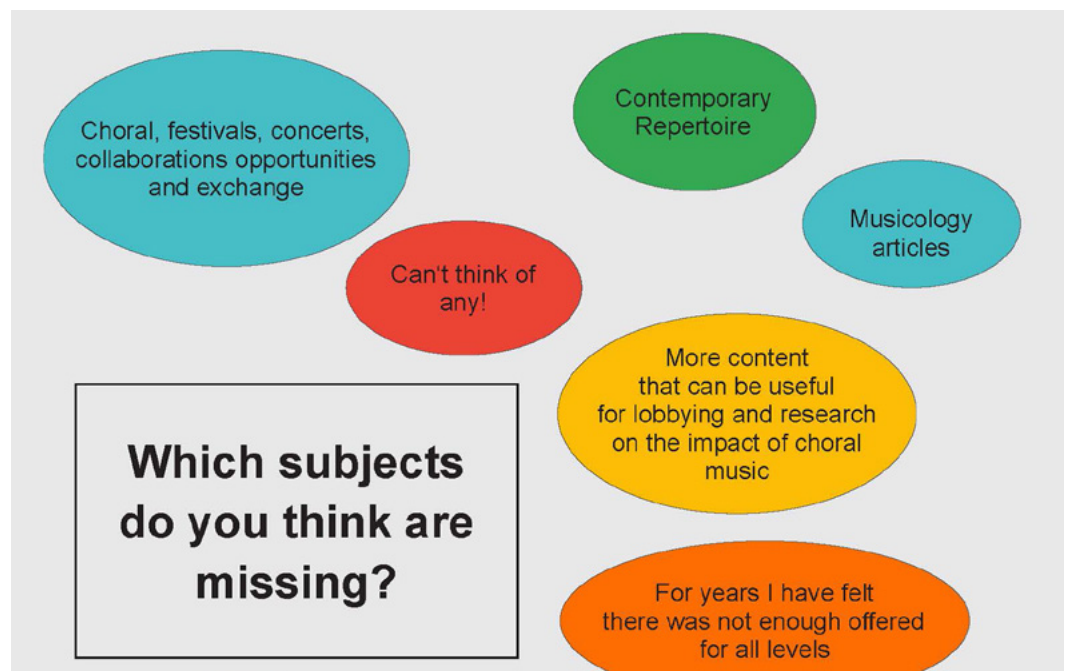 Choral, festivals, concerts,
collaborations opportunities
and exchange
Contemporary
Repertoire
Musicology
articles
Can't think of
any!
More content
that can be useful
for lobbying and research
on the impact of choral
music
Which subjects
do you think are
missing?
For years I have felt
there was not enough offered
for all levels